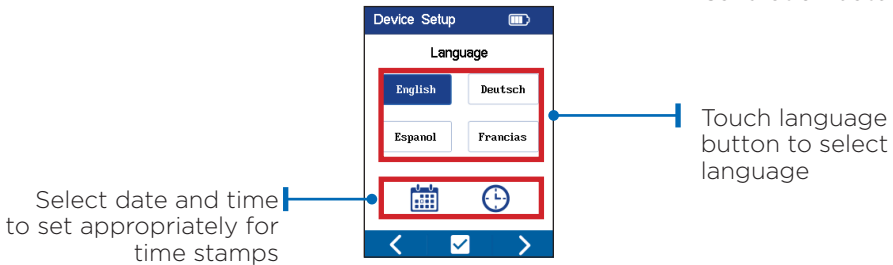 Device Setup
Language
English
Deutsch
Espanol
Francias
Touch language
button to select
language
Select date and time
to set appropriately for
time stamps